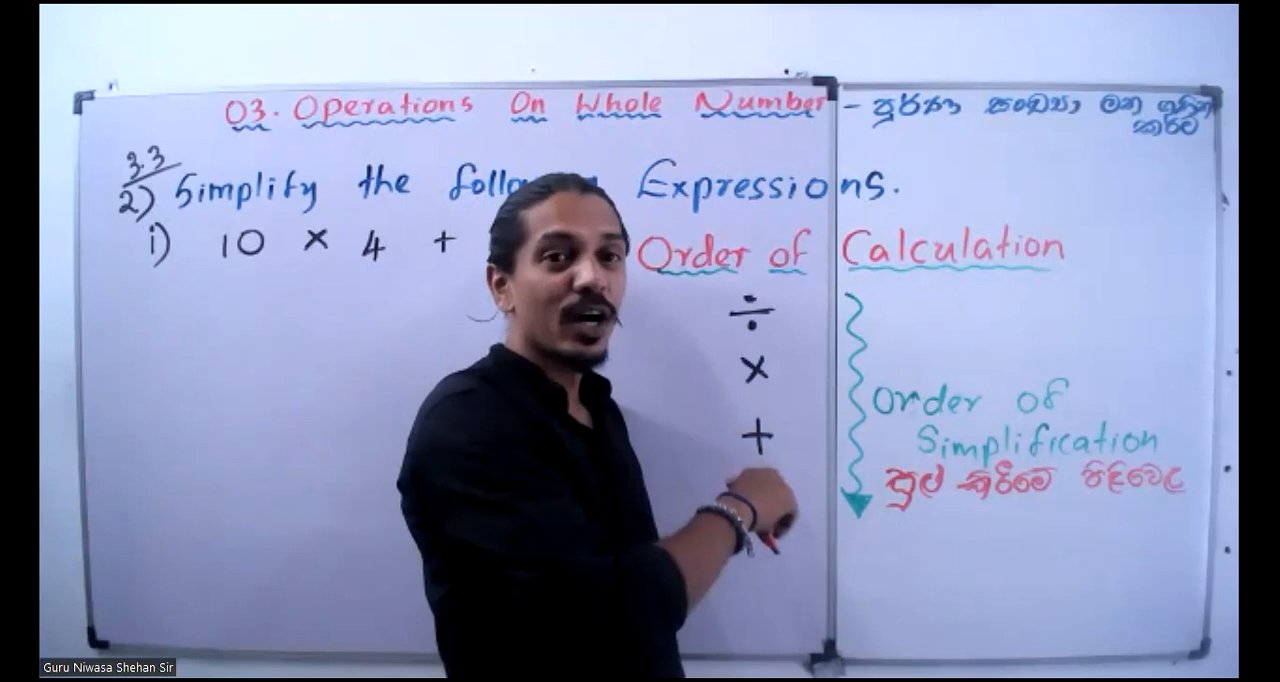 03. Operations On Whole Number - පූර්ණ සංඛ්‍යා මත ගණිත
කර්ම
3.3
2) Simplify the Expressions.
i) 10 × 4 +
Order of Calculation
÷
×
+
Order of
Simplification
සුළු කිරීමේ පිළිවෙල
Guru Niwasa Shehan Sir